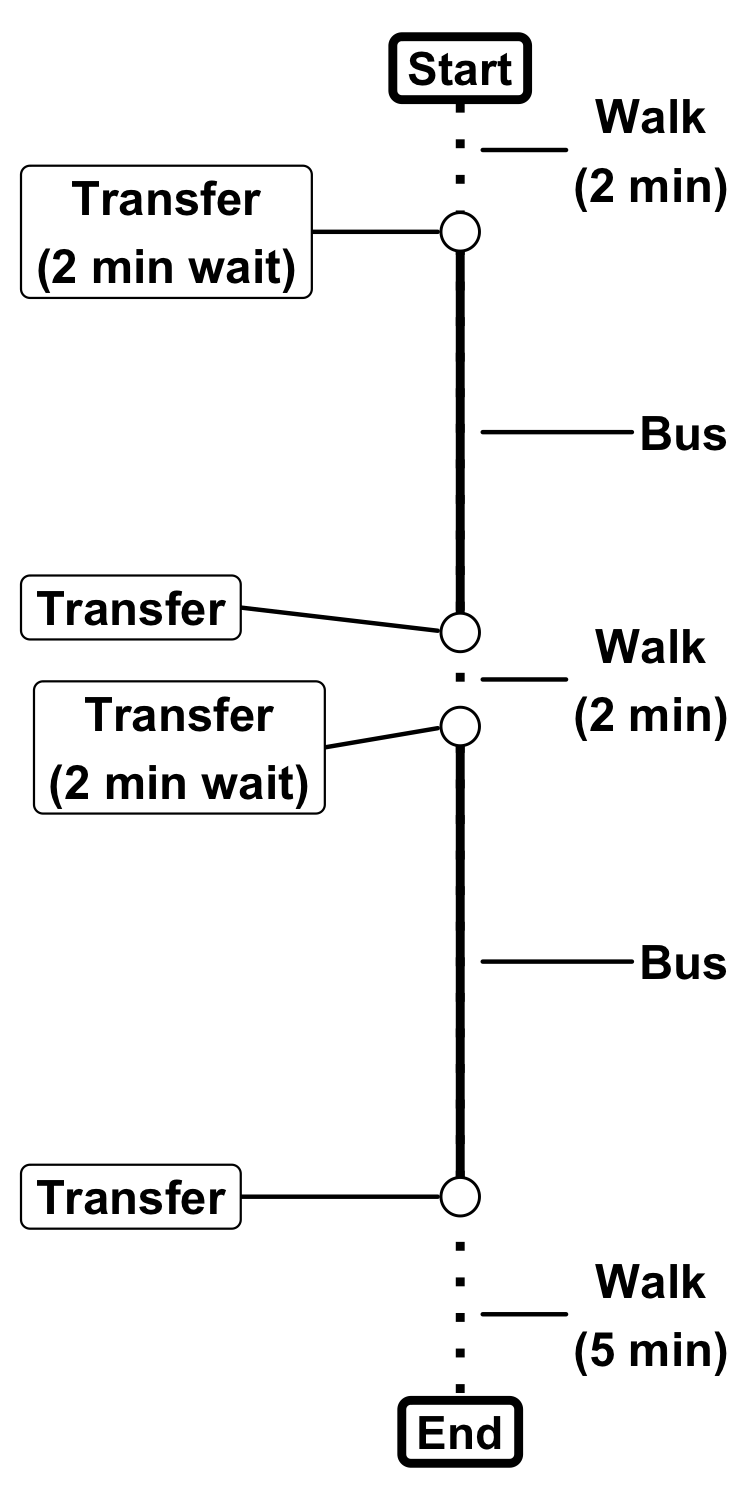 Start
Walk
(2 min)
Transfer
(2 min wait)
Bus
Transfer
Walk
(2 min)
Transfer
(2 min wait)
Bus
Transfer
Walk
(5 min)
End